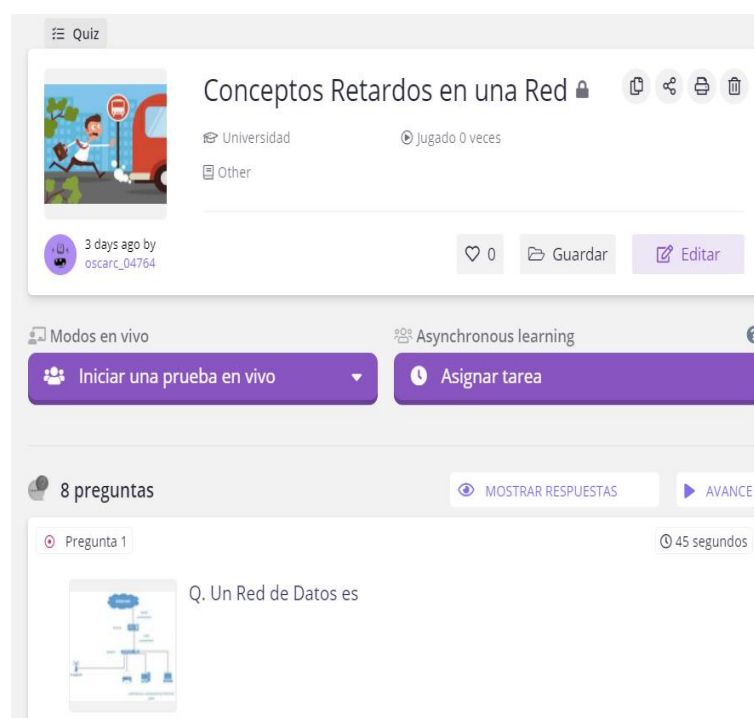 Quiz
Conceptos Retardos en una Red
Universidad
Jugado 0 veces
Other
3 days ago by
oscarc_04764
0
Guardar
Editar
Modos en vivo
Asynchronous learning
Iniciar una prueba en vivo
Asignar tarea
8 preguntas
MOSTRAR RESPUESTAS
AVANCE
Pregunta 1
45 segundos
Q. Un Red de Datos es